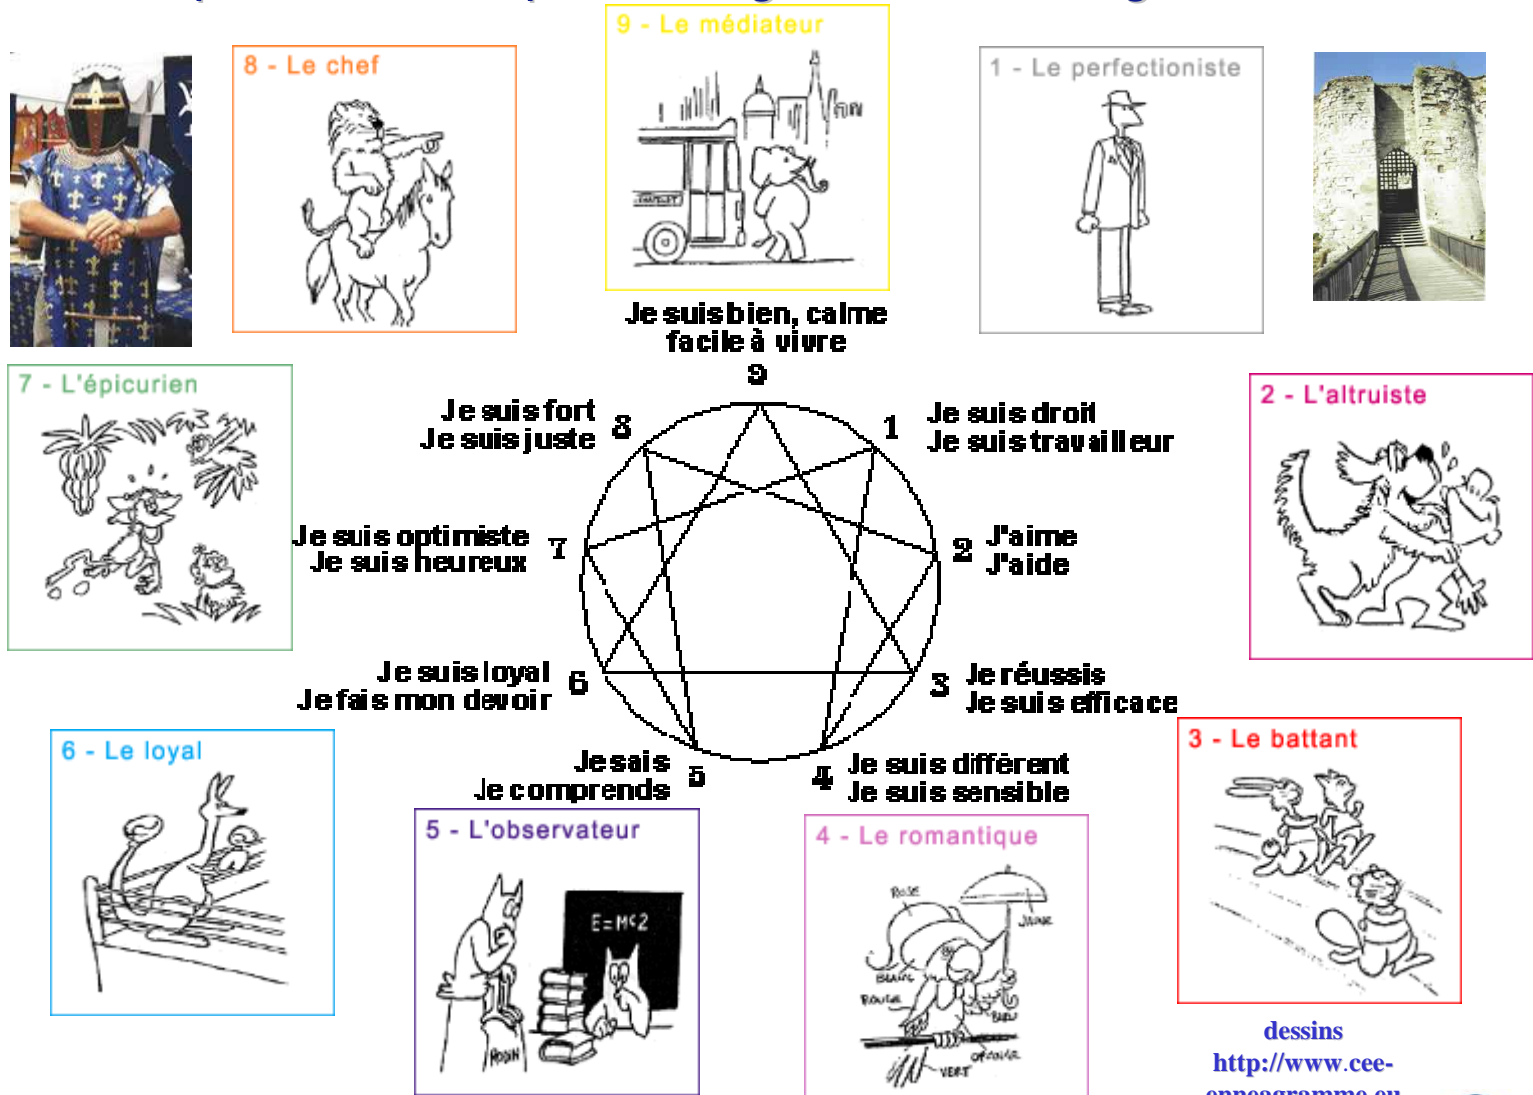 9 - Le médiateur
8 - Le chef
1 - Le perfectioniste
Je suis bien, calme
facile à vivre
9
7 - L'épicurien
2 - L'altruiste
Je suis fort
Je suis juste
8
1
Je suis droit
Je suis travailleur
Je suis optimiste
Je suis heureux
7
2
J'aime
J'aide
Je suis loyal
Je fais mon devoir
6
3
Je réussis
Je suis efficace
6 - Le loyal
3 - Le battant
Je sais
Je comprends
5
4
Je suis différent
Je suis sensible
5 - L'observateur
E=MC2
RODIN
4 - Le romantique
ROSE
JAUNE
BLANC
ROUGE
BLEU
VERT
dessins
http://www.cee-
enneagramme.eu